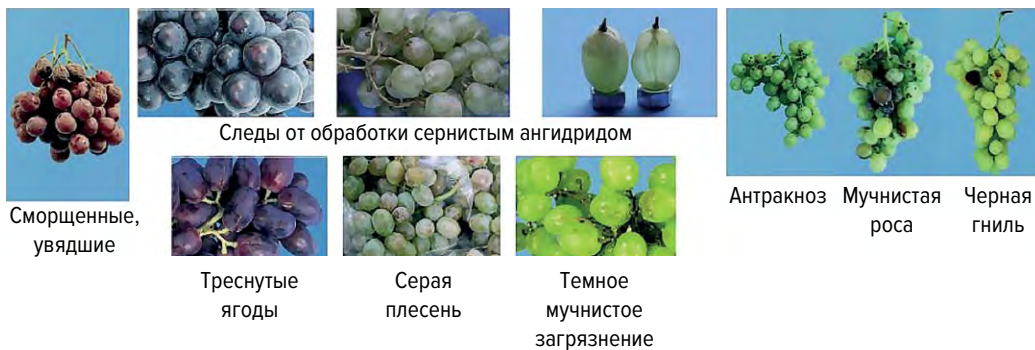 Следы от обработки сернистым ангидридом
Сморщенные,
увядшие
Треснутые
ягоды
Серая
плесень
Темное
мучнистое
загрязнение
Антракноз
Мучнистая
роса
Черная
гниль